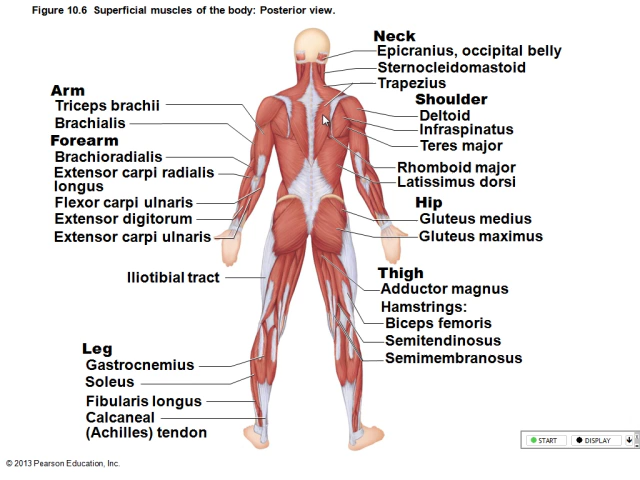 Figure 10.6 Superficial muscles of the body: Posterior view.
Neck
Epicranius, occipital belly
Sternocleidomastoid
Trapezius
Shoulder
Deltoid
Infraspinatus
Teres major
Rhomboid major
Latissimus dorsi
Hip
Gluteus medius
Gluteus maximus
Thigh
Adductor magnus
Hamstrings:
Biceps femoris
Semitendinosus
Semimembranosus
Arm
Triceps brachii
Brachialis
Forearm
Brachioradialis
Extensor carpi radialis
longus
Flexor carpi ulnaris
Extensor digitorum
Extensor carpi ulnaris
Iliotibial tract
Leg
Gastrocnemius
Soleus
Fibularis longus
Calcaneal
(Achilles) tendon
START
DISPLAY
© 2013 Pearson Education, Inc.